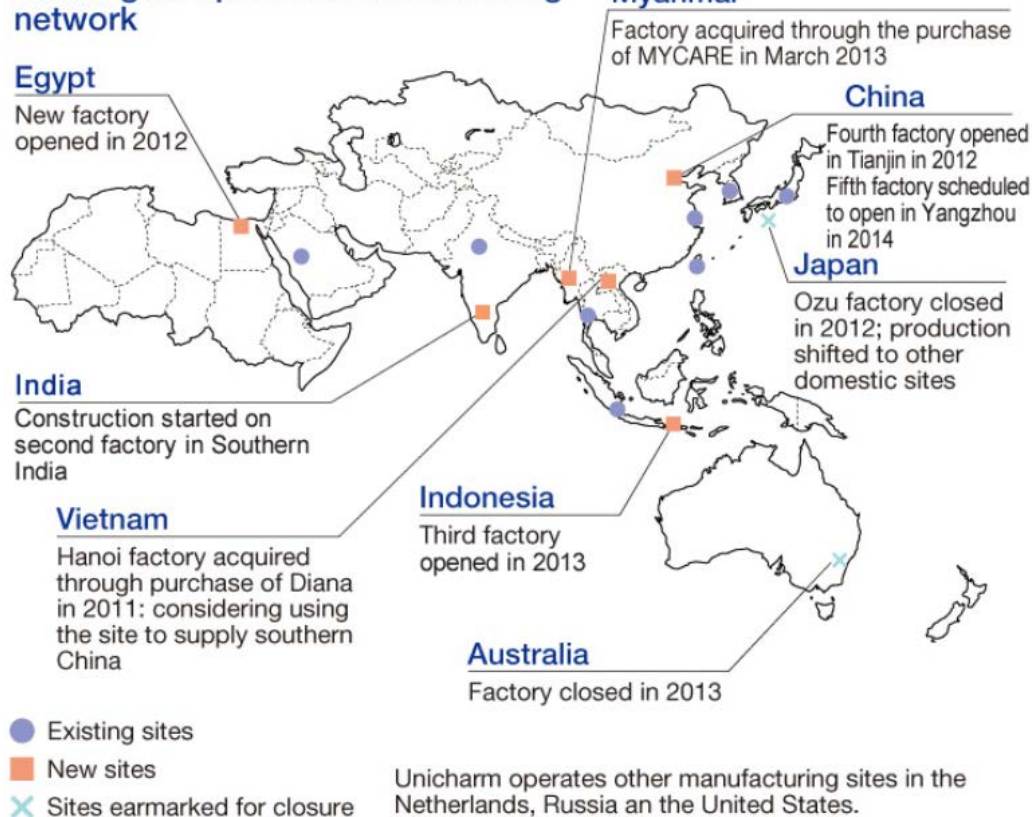 network
Myanmar
Factory acquired through the purchase
of MYCARE in March 2013
Egypt
New factory
opened in 2012
China
Fourth factory opened
in Tianjin in 2012
Fifth factory scheduled
to open in Yangzhou
in 2014
Japan
Ozu factory closed
in 2012; production
shifted to other
domestic sites
India
Construction started on
second factory in Southern
India
Vietnam
Hanoi factory acquired
through purchase of Diana
in 2011: considering using
the site to supply southern
China
Indonesia
Third factory
opened in 2013
Australia
Factory closed in 2013
Existing sites
New sites
Sites earmarked for closure
Unicharm operates other manufacturing sites in the
Netherlands, Russia an the United States.